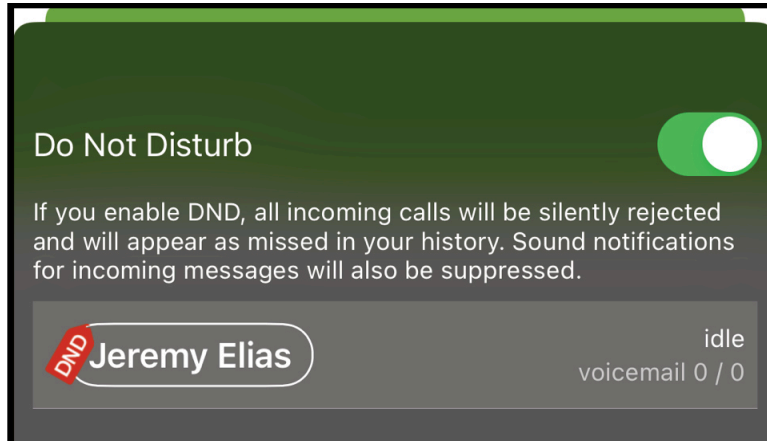 Do Not Disturb
If you enable DND, all incoming calls will be silently rejected
and will appear as missed in your history. Sound notifications
for incoming messages will also be suppressed.
DND Jeremy Elias
idle
voicemail 0 / 0